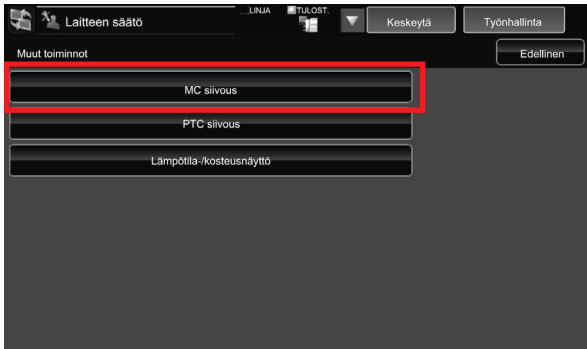 Laitteen säätö
LINJA
TULOST.
Keskeytä
Työnhallinta
Muut toiminnot
Edellinen
MC siivous
PTC siivous
Lämpötila-/kosteusnäyttö